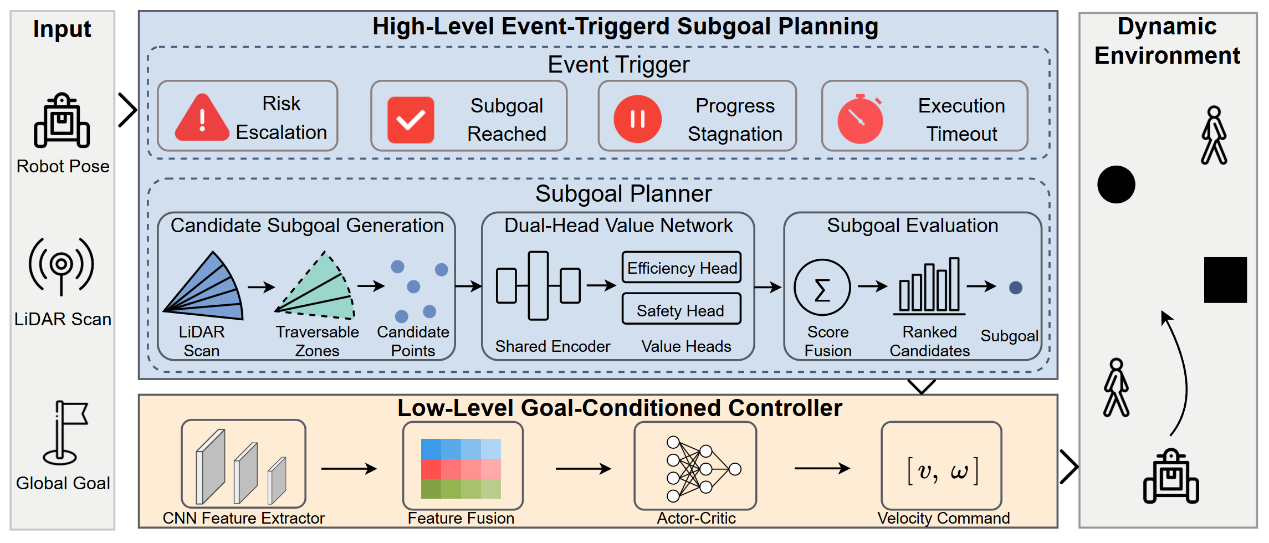 Input
Robot Pose
LiDAR Scan
Global Goal
High-Level Event-Triggerd Subgoal Planning
Event Trigger
Risk
Escalation
Subgoal
Reached
Progress
Stagnation
Execution
Timeout
Subgoal Planner
Candidate Subgoal Generation
LiDAR
Scan
Traversable
Zones
Candidate
Points
Dual-Head Value Network
Efficiency Head
Safety Head
Shared Encoder
Value Heads
Subgoal Evaluation
Σ
Score
Fusion
Ranked
Candidates
Subgoal
Low-Level Goal-Conditioned Controller
CNN Feature Extractor
Feature Fusion
Actor-Critic
[v, ω]
Velocity Command
Dynamic
Environment